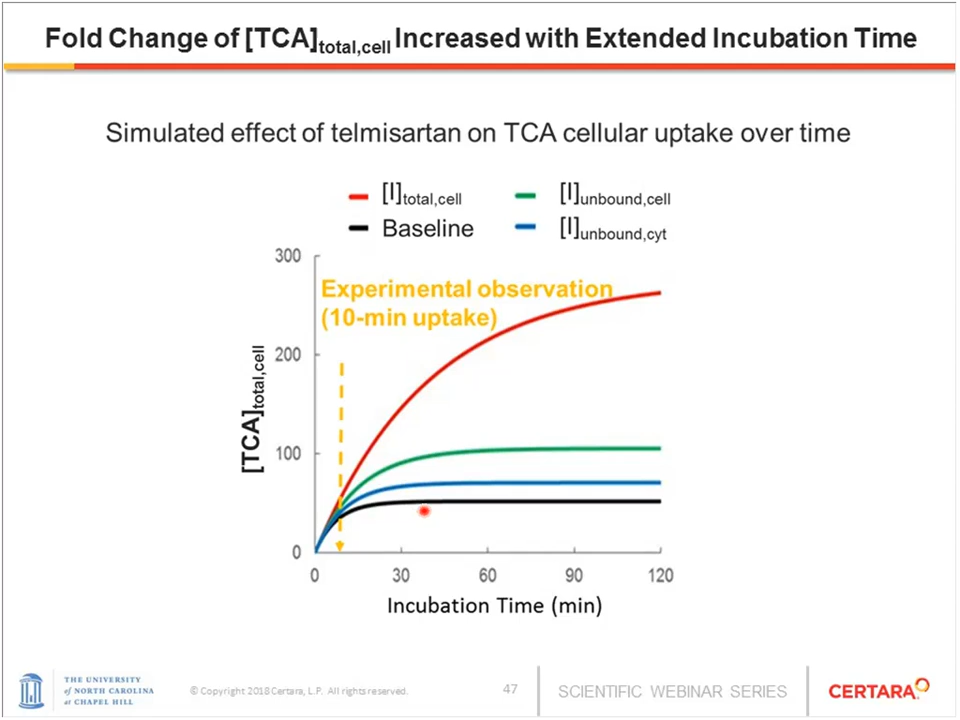 Fold Change of [TCA]total,cell Increased with Extended Incubation Time
Simulated effect of telmisartan on TCA cellular uptake over time
[I]total,cell
[I]unbound,cell
Baseline
[I]unbound,cyt
300
Experimental observation
(10-min uptake)
200
[TCA]total,cell
100
0
0 30 60 90 120
Incubation Time (min)
THE UNIVERSITY
of NORTH CAROLINA
at CHAPEL HILL
© Copyright 2018 Certara, L.P. All rights reserved.
47
SCIENTIFIC WEBINAR SERIES
CERTARA